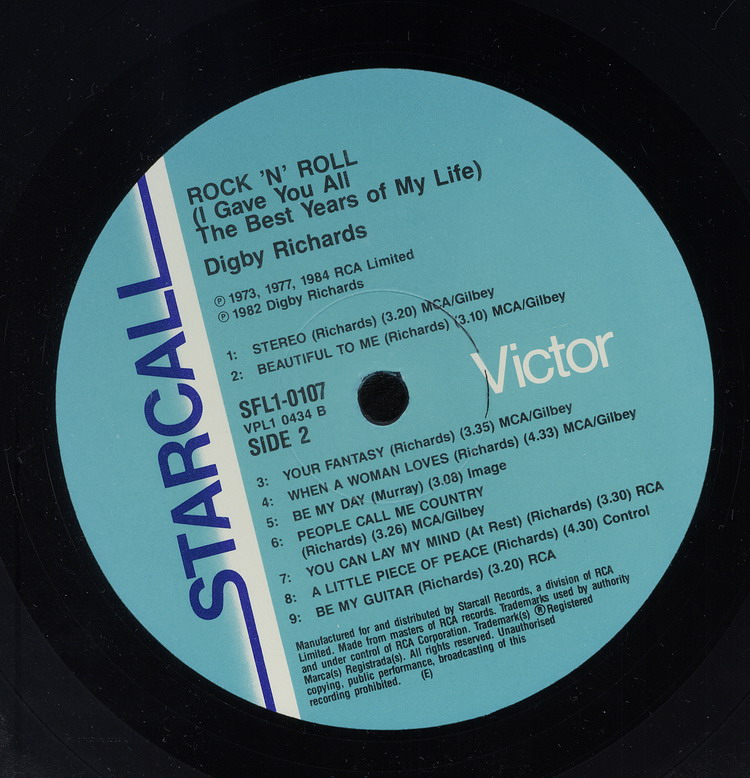 STARCALL
ROCK 'N' ROLL
(I Gave You All
The Best Years of My Life)
Digby Richards
Ⓟ 1973, 1977, 1984 RCA Limited
Ⓟ 1982 Digby Richards
1: STEREO (Richards) (3.20) MCA/Gilbey
2: BEAUTIFUL TO ME (Richards) (3.10) MCA/Gilbey
Victor
SFL1-0107
VPL1 0434 B
SIDE 2
3: YOUR FANTASY (Richards) (3.35) MCA/Gilbey
4: WHEN A WOMAN LOVES (Richards) (4.33) MCA/Gilbey
5: BE MY DAY (Murray) (3.08) Image
6: PEOPLE CALL ME COUNTRY
(Richards) (3.26) MCA/Gilbey
7: YOU CAN LAY MY MIND (At Rest) (Richards) (3.30) RCA
8: A LITTLE PIECE OF PEACE (Richards) (4.30) Control
9: BE MY GUITAR (Richards) (3.20) RCA
Manufactured for and distributed by Starcall Records, a division of RCA
Limited. Made from masters of RCA records. Trademarks used by authority
and under control of RCA Corporation. Trademark(s) ® Registered
Marca(s) Registrada(s). All rights reserved. Unauthorised
copying, public performance, broadcasting of this
recording prohibited. (E)